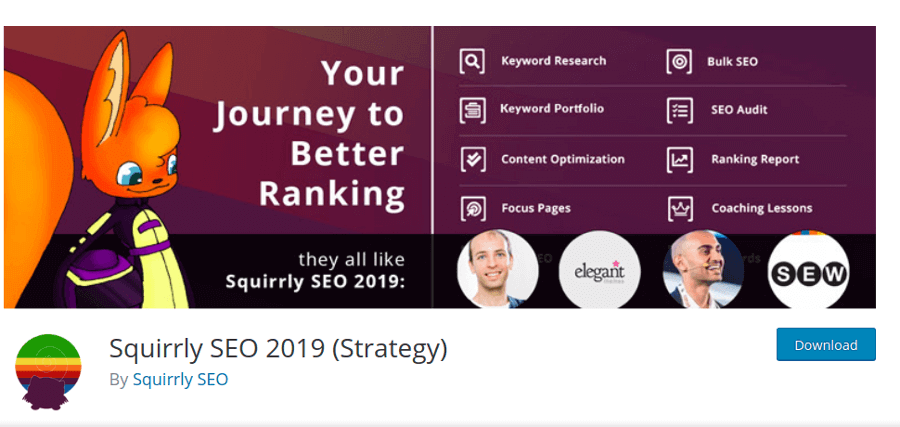 Your
Journey to
Better
Ranking
they all like
Squirrly SEO 2019:
Keyword Research
Bulk SEO
Keyword Portfolio
SEO Audit
Content Optimization
Ranking Report
Focus Pages
Coaching Lessons
elegant
themes
SEW
Squirrly SEO 2019 (Strategy)
By Squirrly SEO
Download